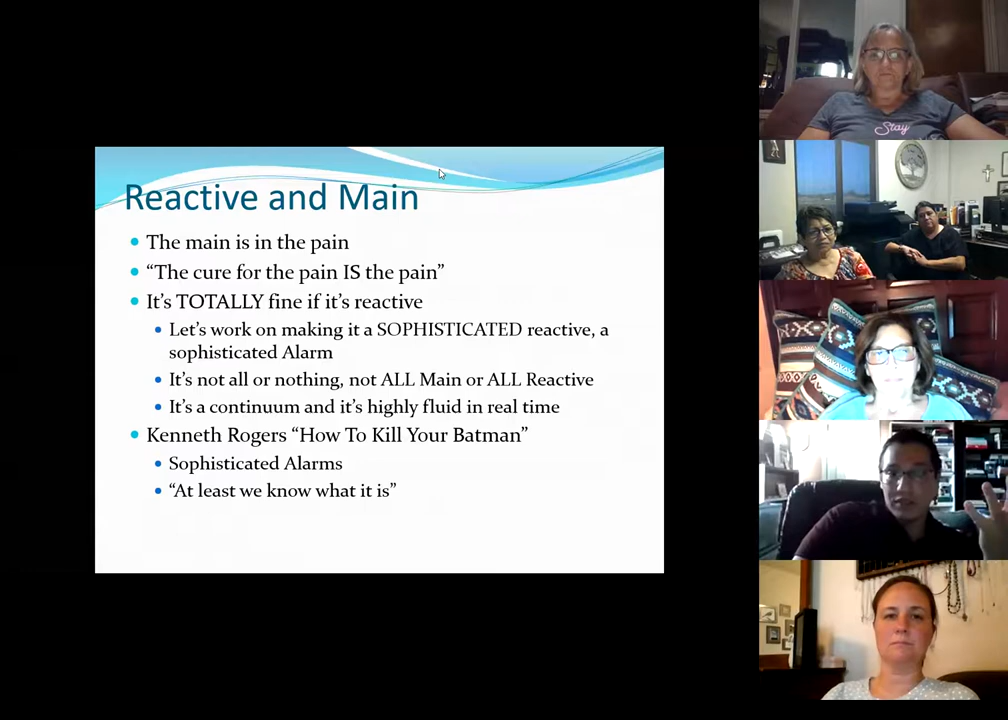 Reactive and Main
The main is in the pain
“The cure for the pain IS the pain”
It’s TOTALLY fine if it’s reactive
Let’s work on making it a SOPHISTICATED reactive, a
sophisticated Alarm
It’s not all or nothing, not ALL Main or ALL Reactive
It’s a continuum and it’s highly fluid in real time
Kenneth Rogers “How To Kill Your Batman”
Sophisticated Alarms
“At least we know what it is”
Stay